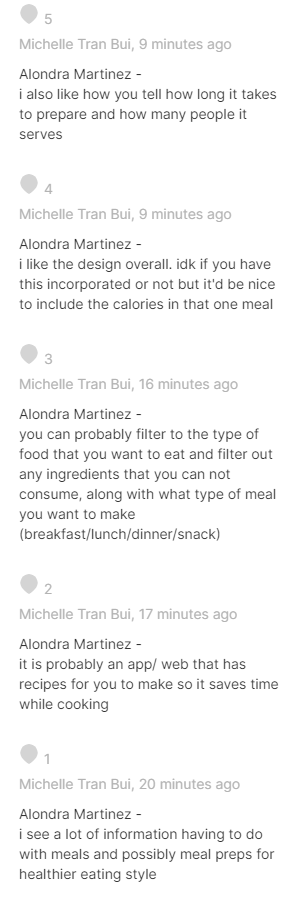 5
Michelle Tran Bui, 9 minutes ago
Alondra Martinez -
i also like how you tell how long it takes
to prepare and how many people it
serves
4
Michelle Tran Bui, 9 minutes ago
Alondra Martinez -
i like the design overall. idk if you have
this incorporated or not but it'd be nice
to include the calories in that one meal
3
Michelle Tran Bui, 16 minutes ago
Alondra Martinez -
you can probably filter to the type of
food that you want to eat and filter out
any ingredients that you can not
consume, along with what type of meal
you want to make
(breakfast/lunch/dinner/snack)
2
Michelle Tran Bui, 17 minutes ago
Alondra Martinez -
it is probably an app/ web that has
recipes for you to make so it saves time
while cooking
1
Michelle Tran Bui, 20 minutes ago
Alondra Martinez -
i see a lot of information having to do
with meals and possibly meal preps for
healthier eating style